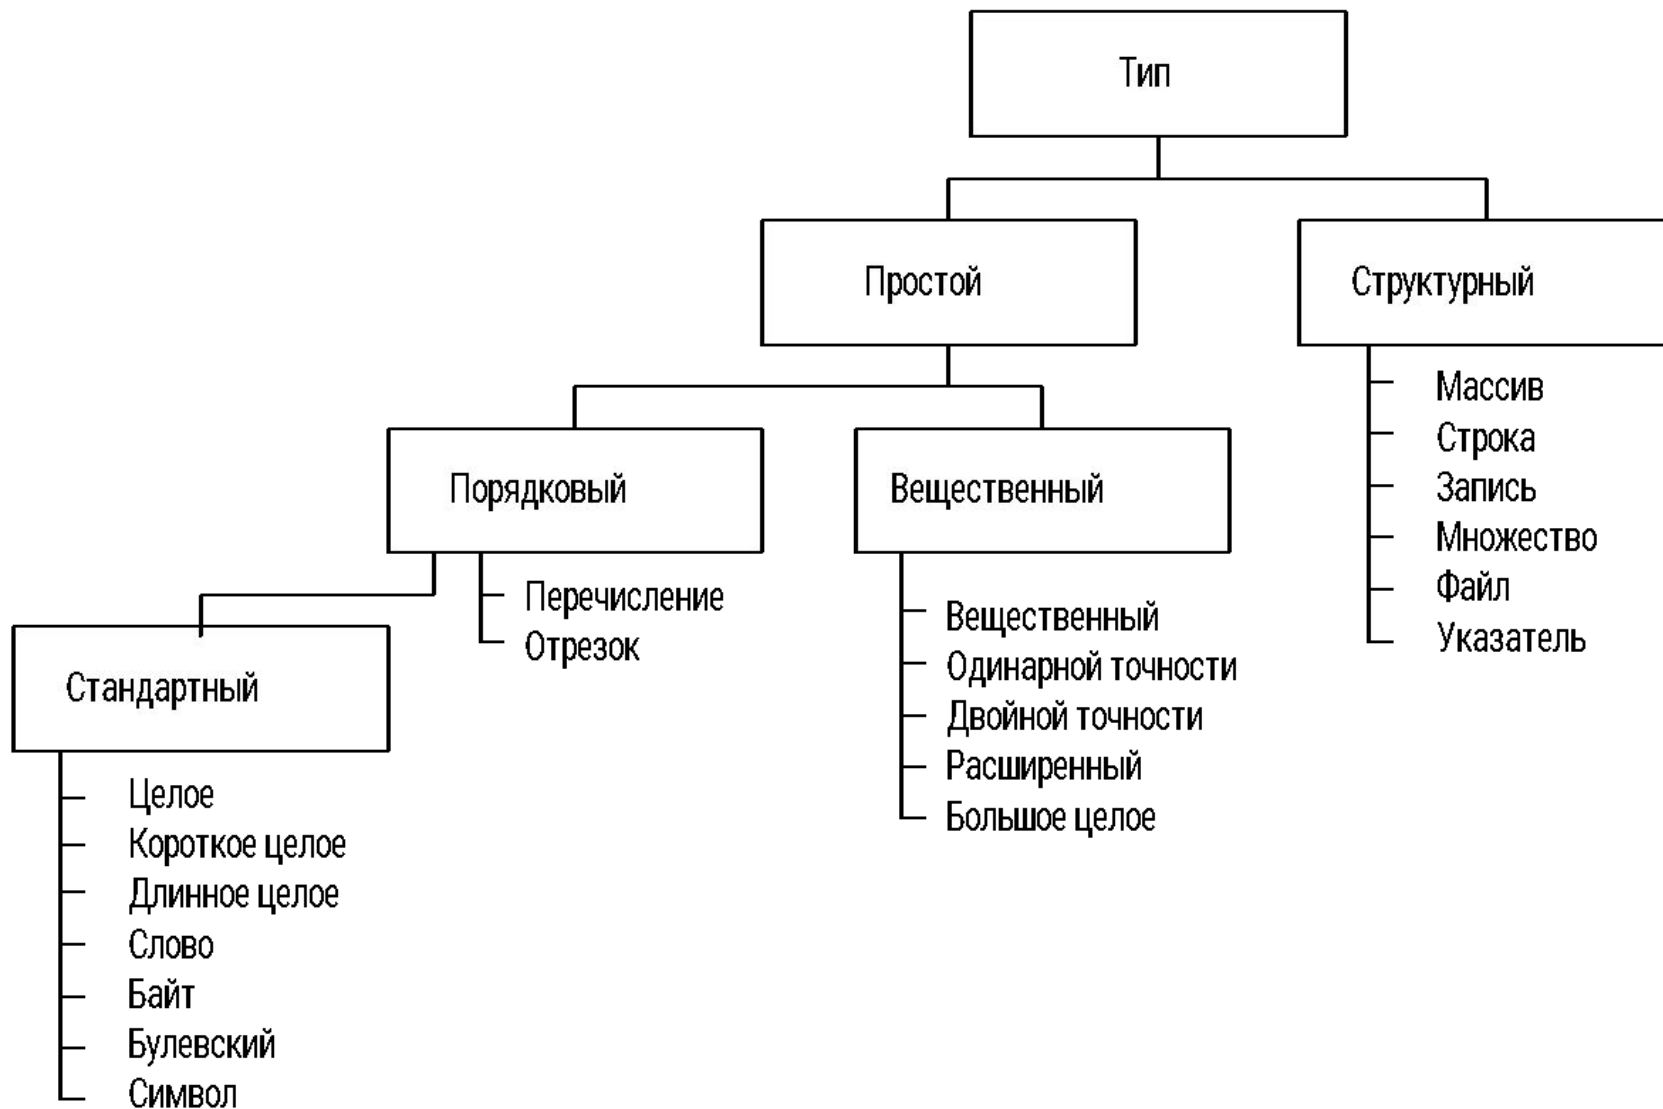 Тип
Простой
Структурный
Массив
Строка
Запись
Множество
Файл
Указатель
Порядковый
Вещественный
Перечисление
Отрезок
Вещественный
Одинарной точности
Двойной точности
Расширенный
Большое целое
Стандартный
Целое
Короткое целое
Длинное целое
Слово
Байт
Булевский
Символ